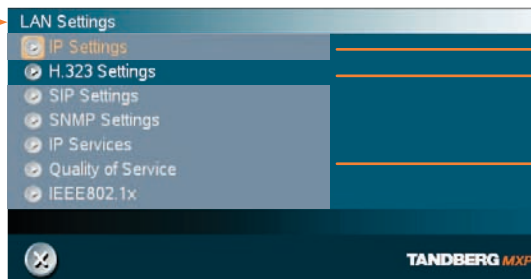 LAN Settings
IP Settings
H.323 Settings
SIP Settings
SNMP Settings
IP Services
Quality of Service
IEEE802.1x
TANDBERG MXP